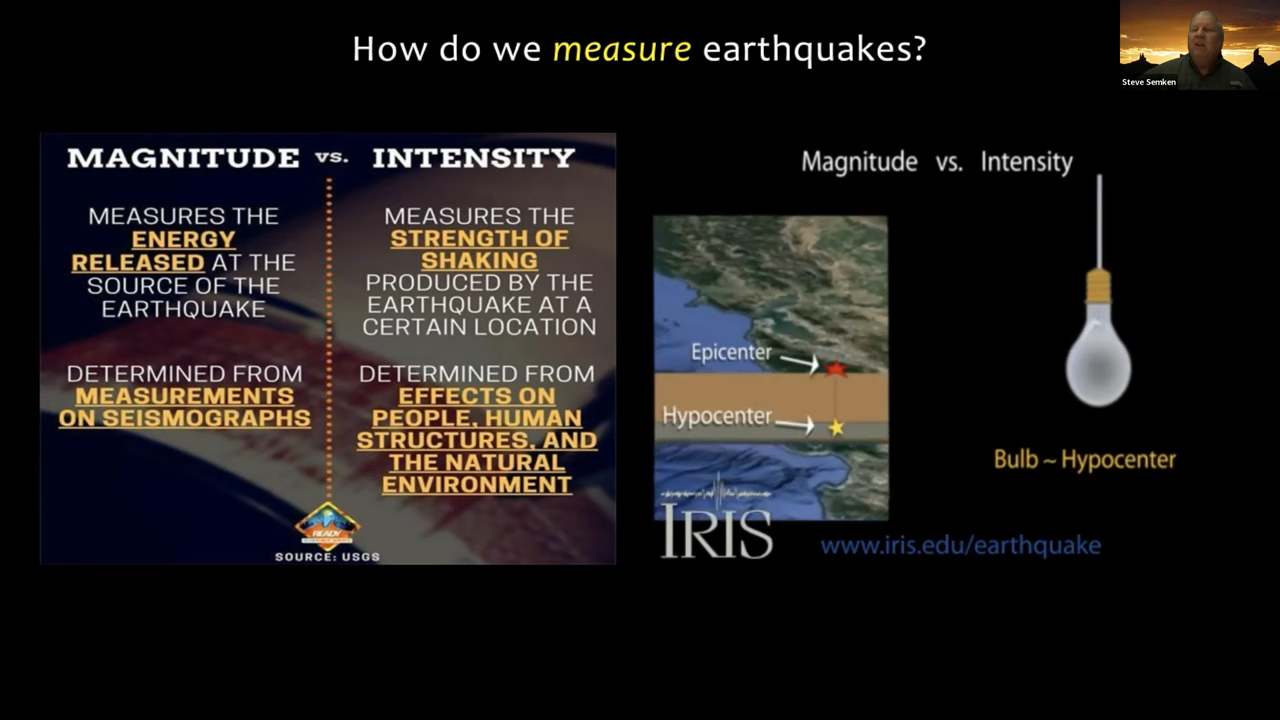 How do we measure earthquakes?
Steve Semken
MAGNITUDE vs. INTENSITY
MEASURES THE
ENERGY
RELEASED AT THE
SOURCE OF THE
EARTHQUAKE
DETERMINED FROM
MEASUREMENTS
ON SEISMOGRAPHS
MEASURES THE
STRENGTH OF
SHAKING
PRODUCED BY THE
EARTHQUAKE AT A
CERTAIN LOCATION
DETERMINED FROM
EFFECTS ON
PEOPLE, HUMAN
STRUCTURES, AND
THE NATURAL
ENVIRONMENT
READY
SOURCE: USGS
Magnitude vs. Intensity
Epicenter
Hypocenter
IRIS
Bulb ~ Hypocenter
www.iris.edu/earthquake